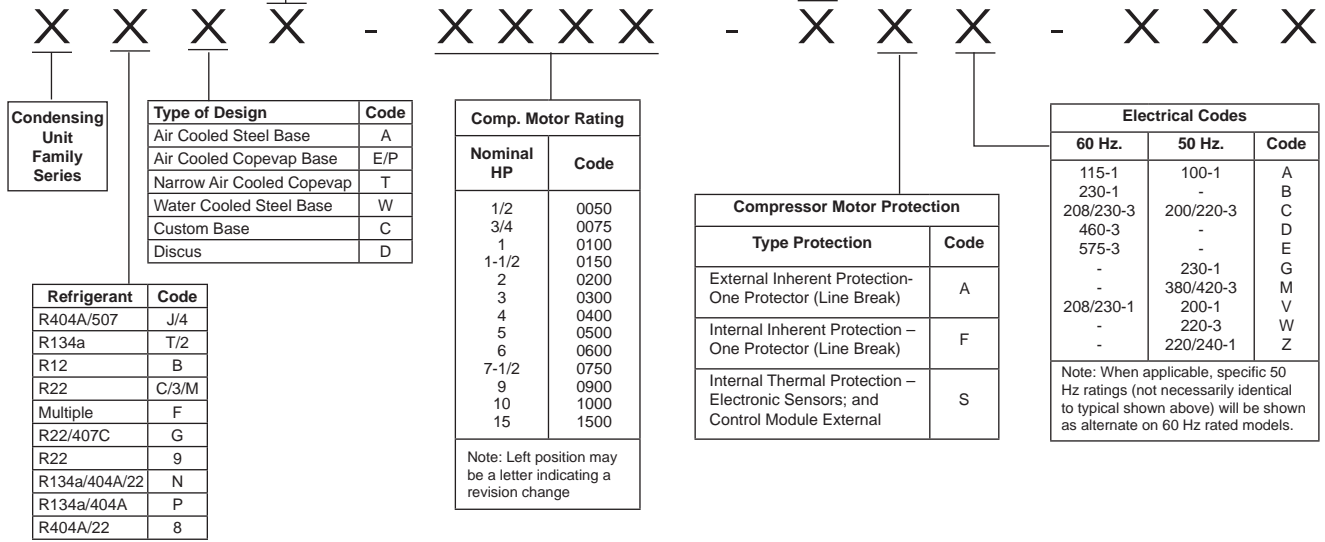 X X X X - X X X X - X X X - X X X
Condensing
Unit
Family
Series
Type of Design Code
Air Cooled Steel Base A
Air Cooled Copevap Base E/P
Narrow Air Cooled Copevap T
Water Cooled Steel Base W
Custom Base C
Discus D
Refrigerant Code
R404A/507 J/4
R134a T/2
R12 B
R22 C/3/M
Multiple F
R22/407C G
R22 9
R134a/404A/22 N
R134a/404A P
R404A/22 8
Comp. Motor Rating
Nominal
HP Code
1/2 0050
3/4 0075
1 0100
1-1/2 0150
2 0200
3 0300
4 0400
5 0500
6 0600
7-1/2 0750
9 0900
10 1000
15 1500
Note: Left position may
be a letter indicating a
revision change
Compressor Motor Protection
Type Protection Code
External Inherent Protection-
One Protector (Line Break) A
Internal Inherent Protection –
One Protector (Line Break) F
Internal Thermal Protection –
Electronic Sensors; and S
Control Module External
Electrical Codes
60 Hz. 50 Hz. Code
115-1 100-1 A
230-1 - B
208/230-3 200/220-3 C
460-3 - D
575-3 - E
- 230-1 G
- 380/420-3 M
208/230-1 200-1 V
- 220-3 W
- 220/240-1 Z
Note: When applicable, specific 50
Hz ratings (not necessarily identical
to typical shown above) will be shown
as alternate on 60 Hz rated models.